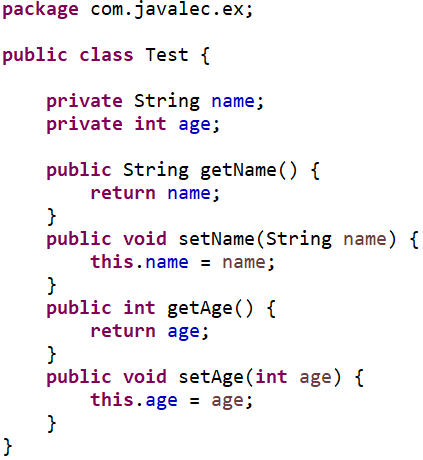 package com.javalec.ex;
public class Test {
private String name;
private int age;
public String getName() {
return name;
}
public void setName(String name) {
this.name = name;
}
public int getAge() {
return age;
}
public void setAge(int age) {
this.age = age;
}
}